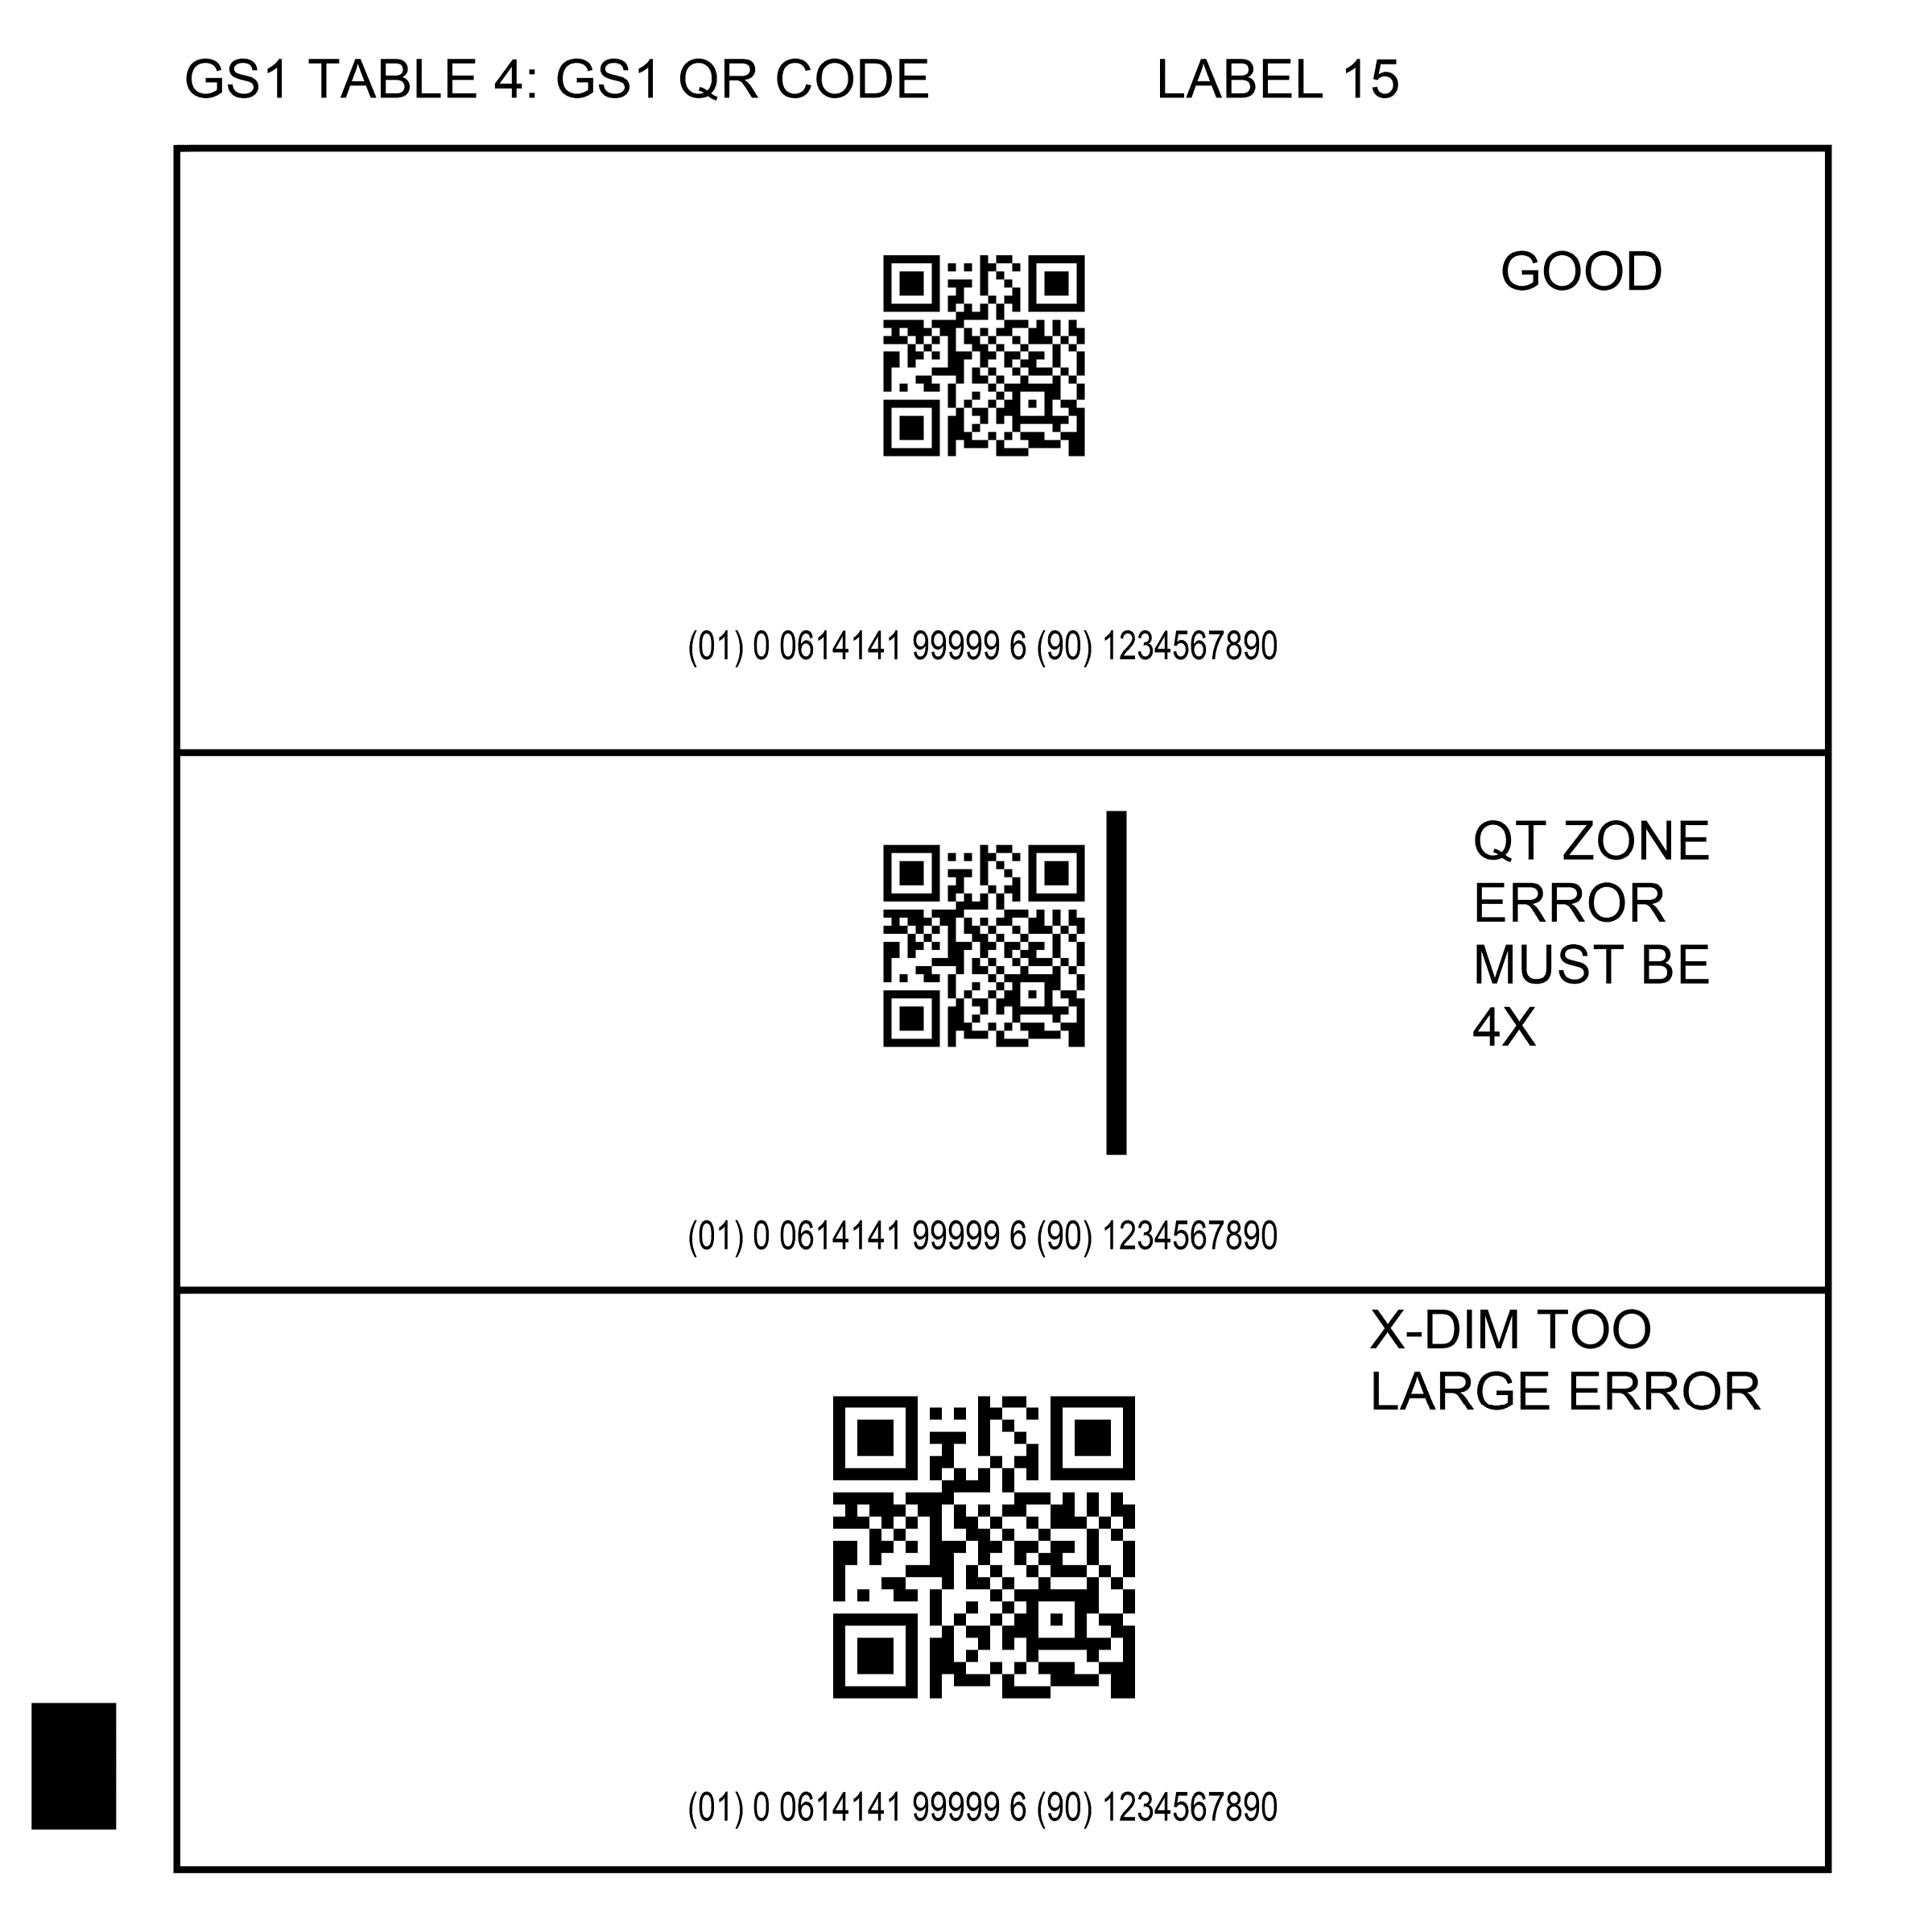 GS1 TABLE 4: GS1 QR CODE LABEL 15
GOOD
(01) 0 0614141 99999 6 (90) 1234567890
QT ZONE
ERROR
MUST BE
4X
(01) 0 0614141 99999 6 (90) 1234567890
X-DIM TOO
LARGE ERROR
(01) 0 0614141 99999 6 (90) 1234567890